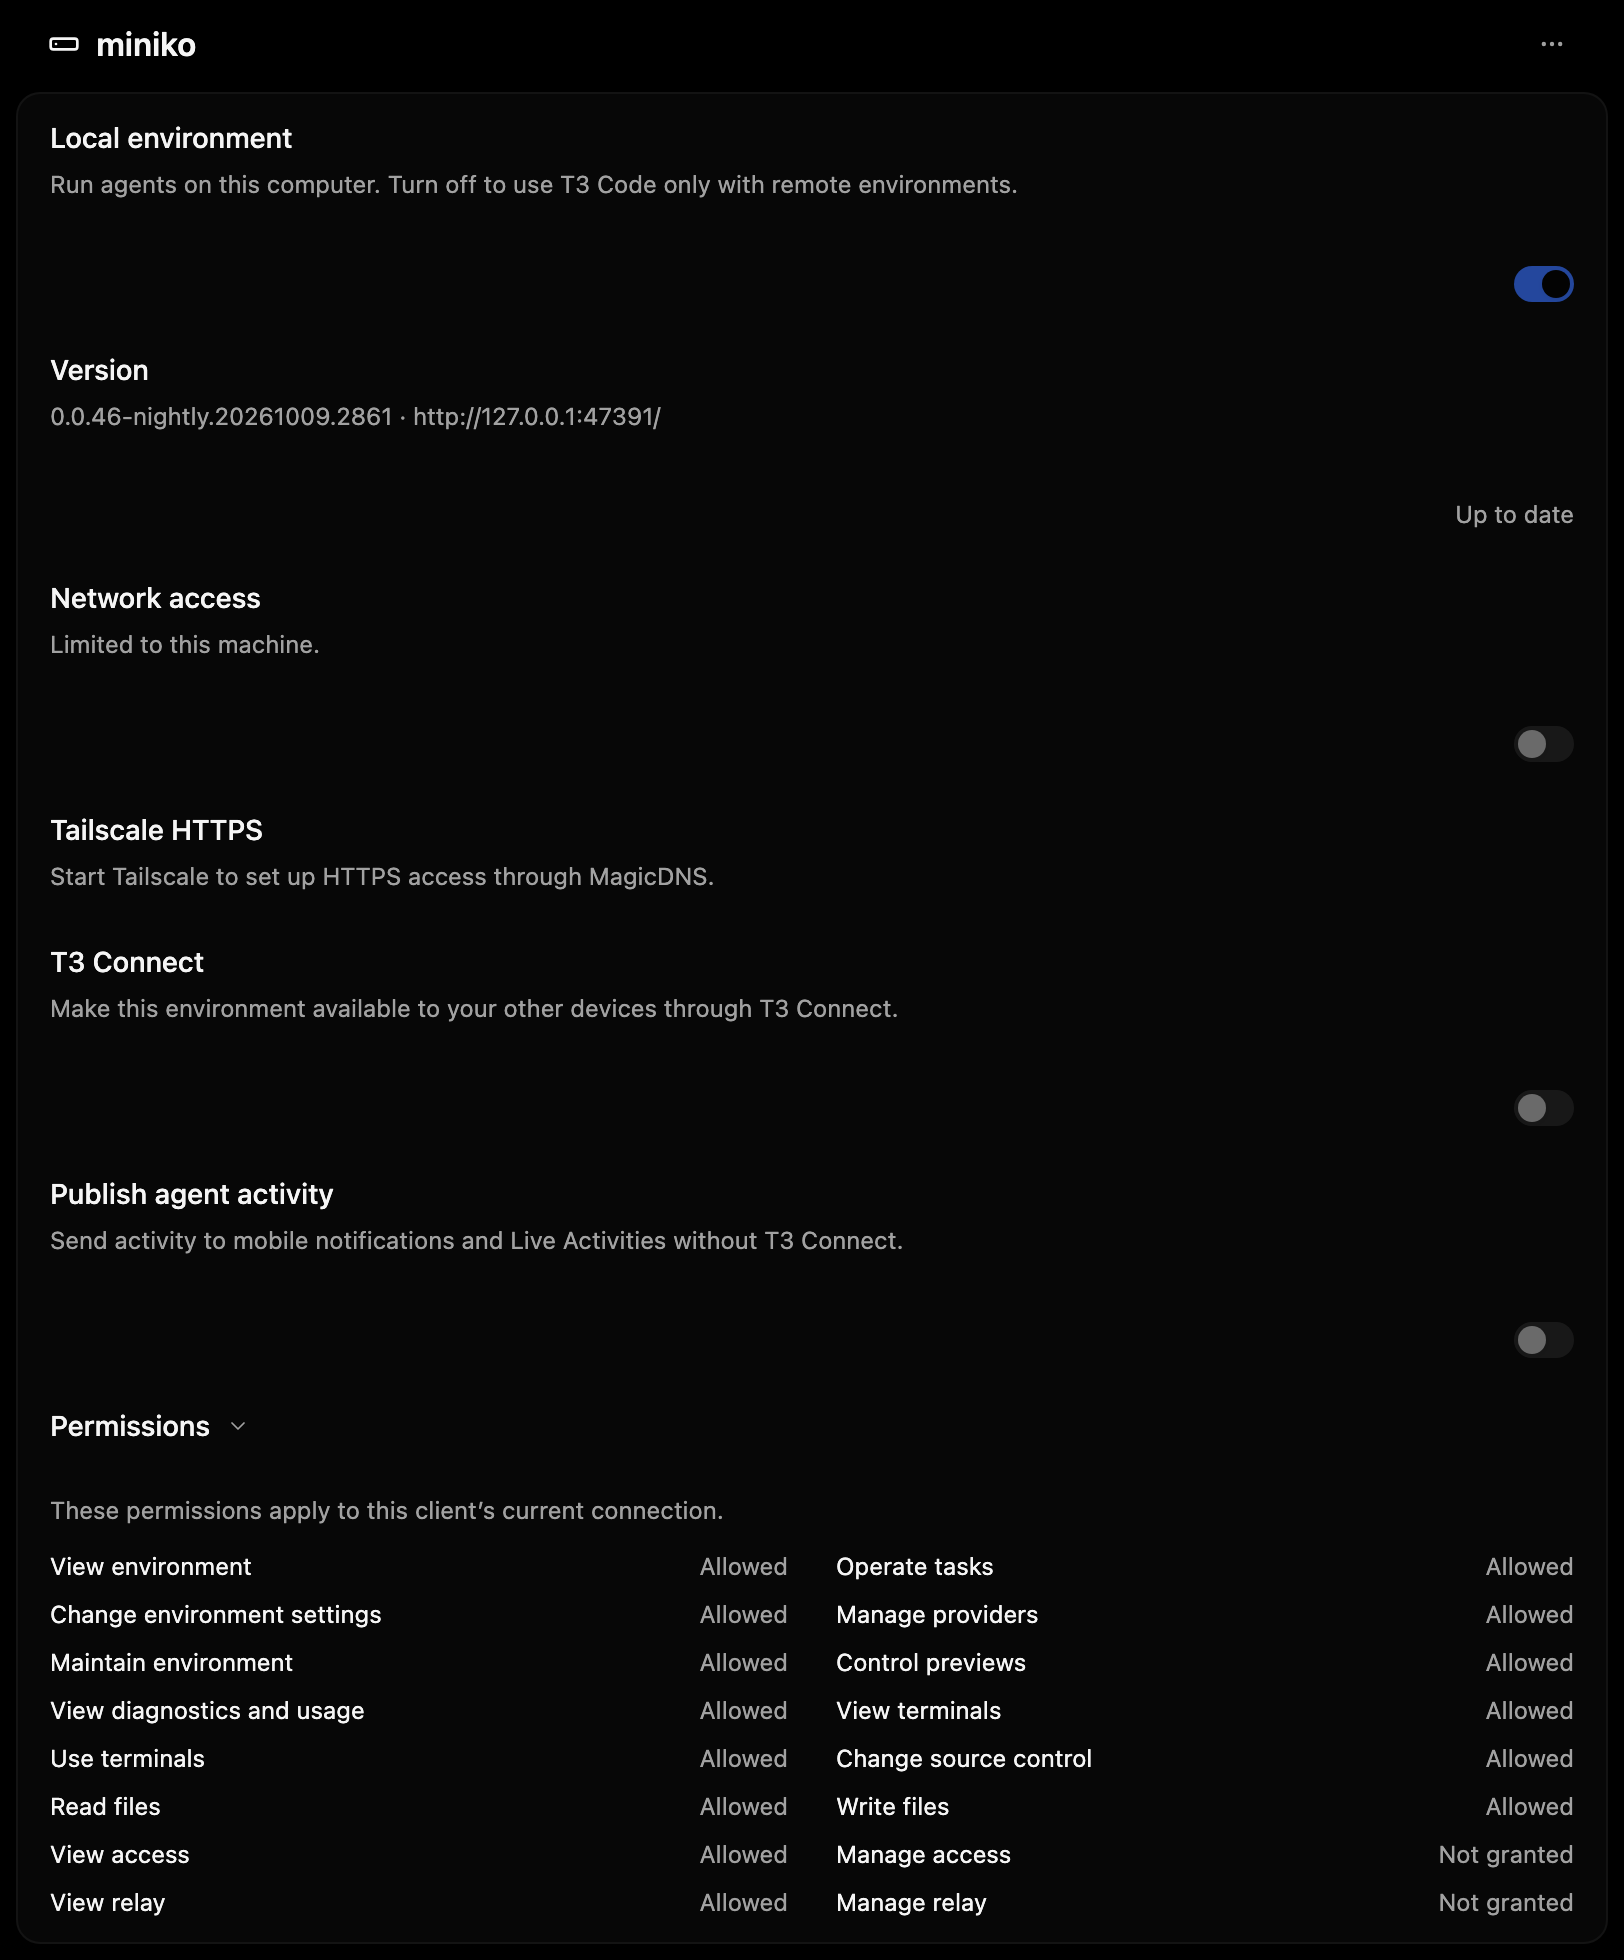 miniko
Local environment
Run agents on this computer. Turn off to use T3 Code only with remote environments.
Version
0.0.46-nightly.20261009.2861 · http://127.0.0.1:47391/
Up to date
Network access
Limited to this machine.
Tailscale HTTPS
Start Tailscale to set up HTTPS access through MagicDNS.
T3 Connect
Make this environment available to your other devices through T3 Connect.
Publish agent activity
Send activity to mobile notifications and Live Activities without T3 Connect.
Permissions
These permissions apply to this client’s current connection.
View environment Allowed Operate tasks Allowed
Change environment settings Allowed Manage providers Allowed
Maintain environment Allowed Control previews Allowed
View diagnostics and usage Allowed View terminals Allowed
Use terminals Allowed Change source control Allowed
Read files Allowed Write files Allowed
View access Allowed Manage access Not granted
View relay Allowed Manage relay Not granted